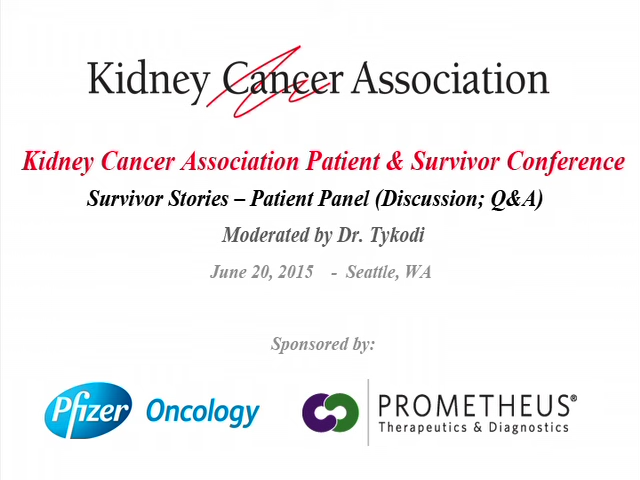 Kidney Cancer Association
Kidney Cancer Association Patient & Survivor Conference
Survivor Stories – Patient Panel (Discussion; Q&A)
Moderated by Dr. Tykodi
June 20, 2015 - Seattle, WA
Sponsored by:
Pfizer Oncology
PROMETHEUS®
Therapeutics & Diagnostics